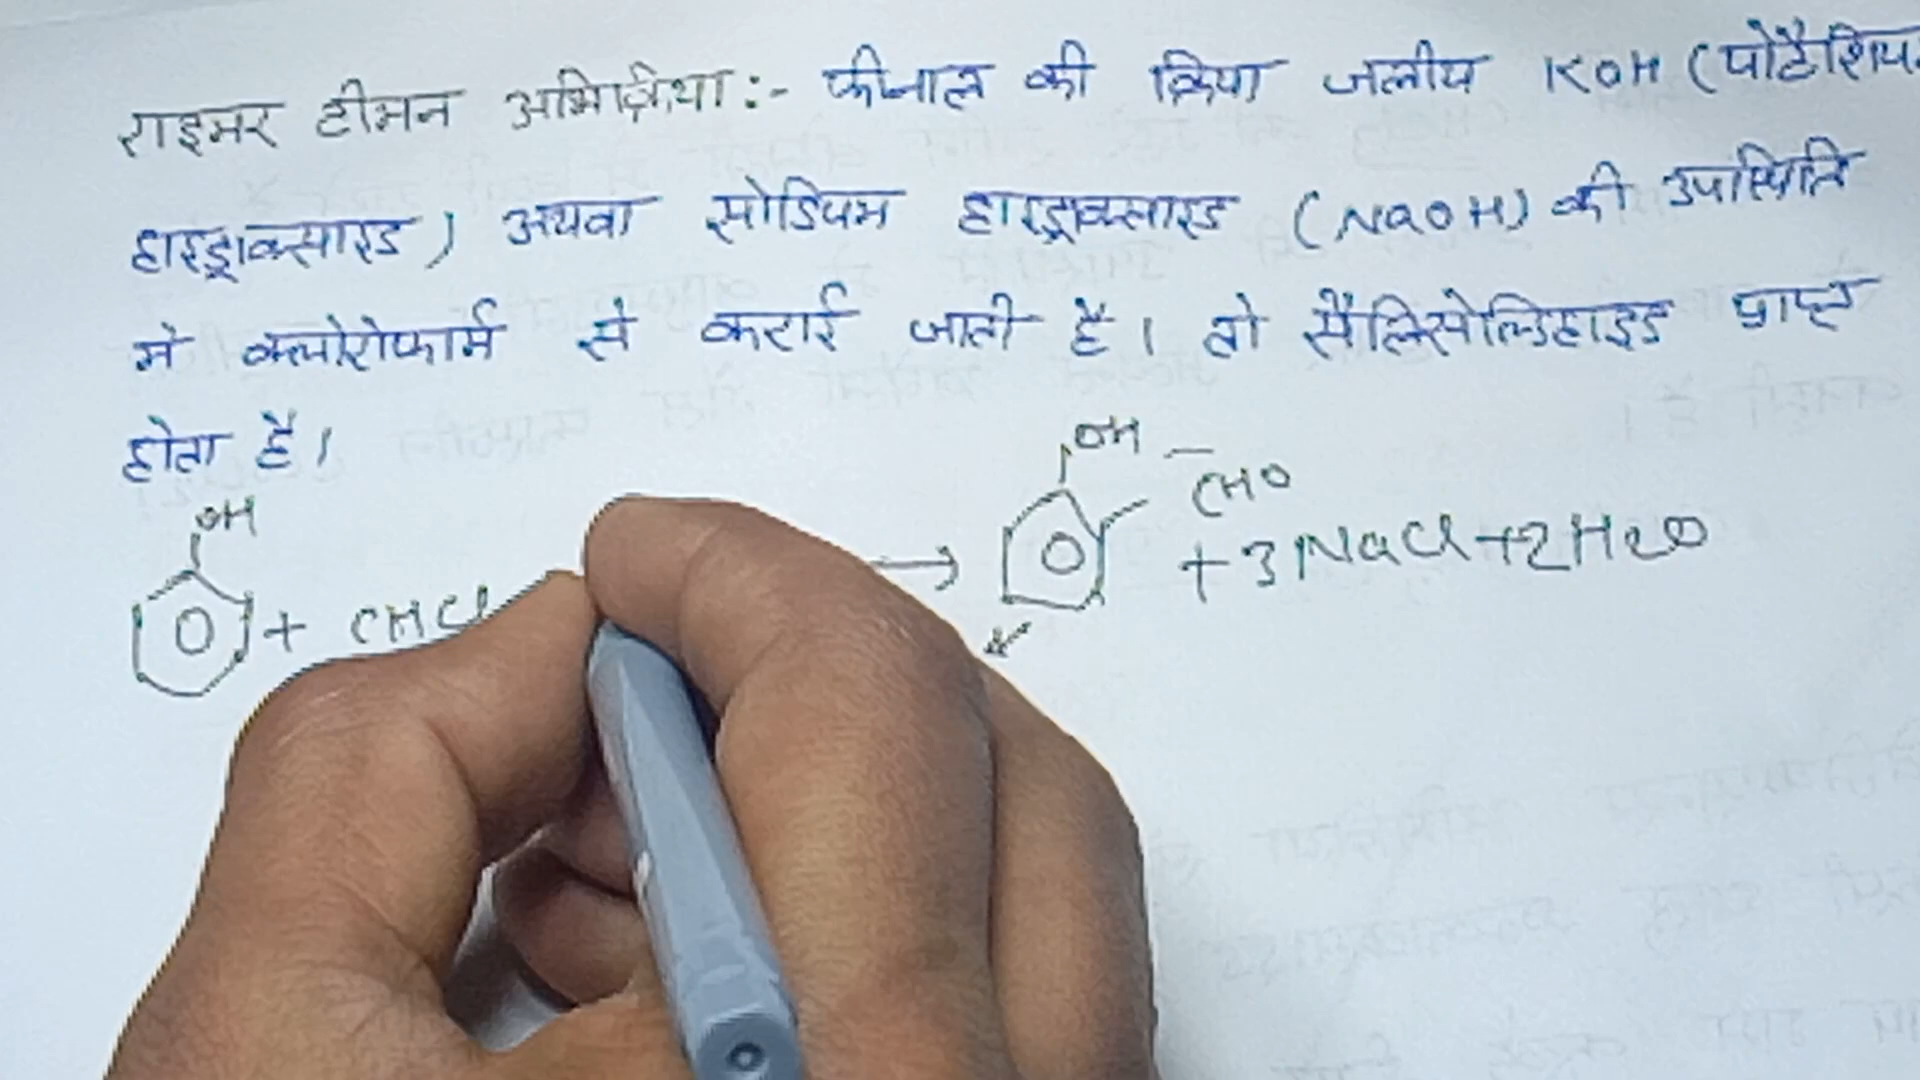 राइमर टीमन अभिक्रिया :- फीनाल की क्रिया जलीय KOH (पोटैशियम
हाइड्राक्साइड) अथवा सोडियम हाइड्राक्साइड (NaOH) की उपस्थिति
मे क्लोरोफार्म से कराई जाती है। तो सैलिसेल्डिहाइड प्राप्त
होता है।
OH
OH
CHO
+ CHCl
→
+3NaCl+2H2O